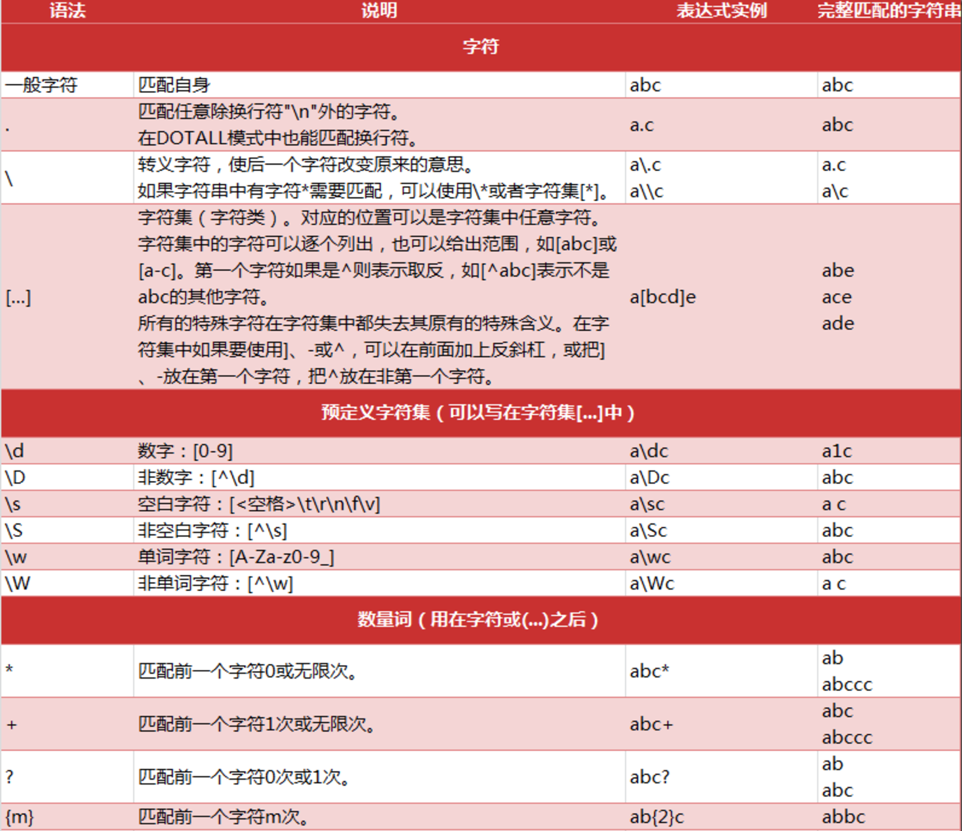 语法 说明 表达式实例 完整匹配的字符串
字符
一般字符 匹配自身 abc abc
. 匹配任意除换行符"\n"外的字符。
在DOTALL模式中也能匹配换行符。 a.c abc
\ 转义字符，使后一个字符改变原来的意思。 a\.c a.c
如果字符串中有字符*需要匹配，可以使用\*或者字符集[*]。 a\\c a\c
[...] 字符集（字符类）。对应的位置可以是字符集中任意字符。
字符集中的字符可以逐个列出，也可以给出范围，如[abc]或
[a-c]。第一个字符如果是^则表示取反，如[^abc]表示不是 abe
abc的其他字符。 a[bcd]e ace
所有的特殊字符在字符集中都失去其原有的特殊含义。在字 ade
符集中如果要使用]、-或^，可以在前面加上反斜杠，或把]
、-放在第一个字符，把^放在非第一个字符。
预定义字符集（可以写在字符集[...]中）
\d 数字：[0-9] a\dc a1c
\D 非数字：[^\d] a\Dc abc
\s 空白字符：[<空格>\t\r\n\f\v] a\sc a c
\S 非空白字符：[^\s] a\Sc abc
\w 单词字符：[A-Za-z0-9_] a\wc abc
\W 非单词字符：[^\w] a\Wc a c
数量词（用在字符或(...)之后）
* 匹配前一个字符0或无限次。 abc* ab
abccc
+ 匹配前一个字符1次或无限次。 abc+ abc
abccc
? 匹配前一个字符0次或1次。 abc? ab
abc
{m} 匹配前一个字符m次。 ab{2}c abbc